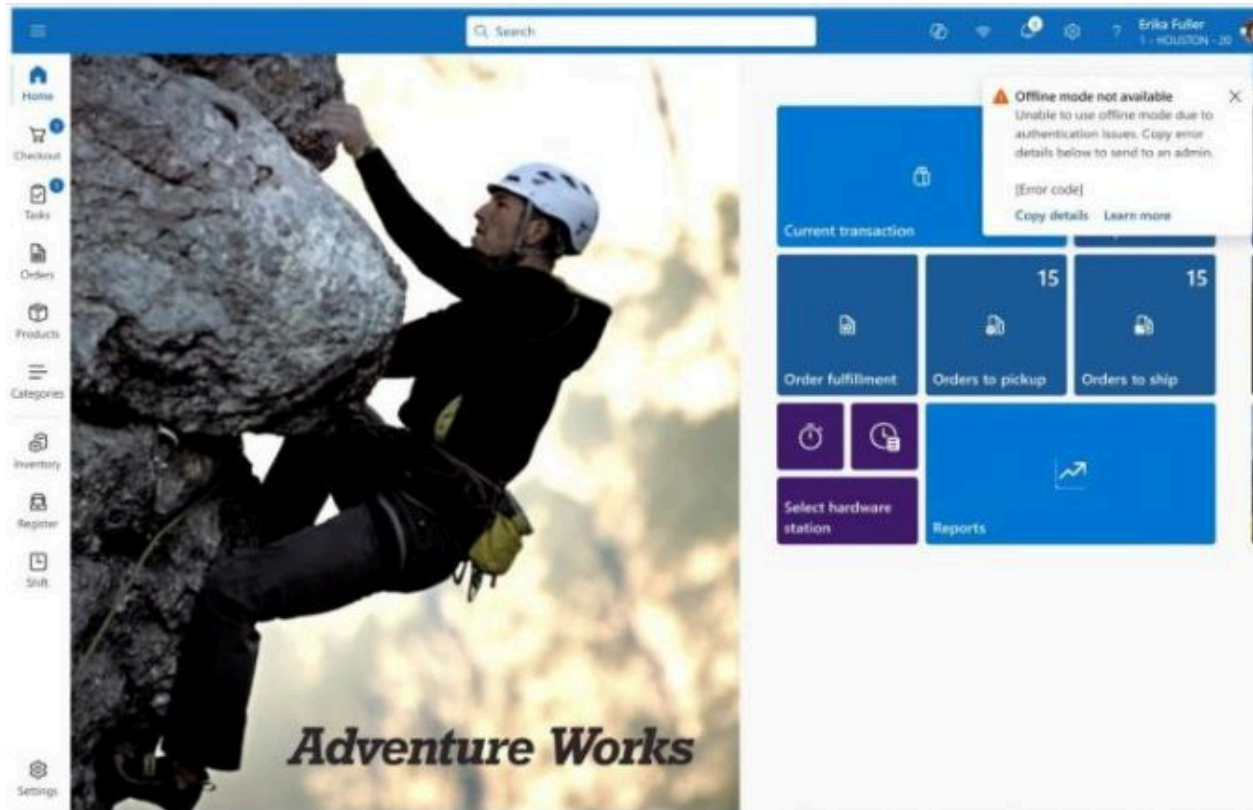 Search
Erika Fuller
1 - HOUSTON - 20
Home
Checkout
Tasks
Orders
Products
Categories
Inventory
Register
Shift
Settings
Adventure Works
Offline mode not available
Unable to use offline mode due to
authentication issues. Copy error
details below to send to an admin.
[Error code]
Copy details Learn more
Current transaction
15
15
Order fulfillment
Orders to pickup
Orders to ship
Select hardware
station
Reports